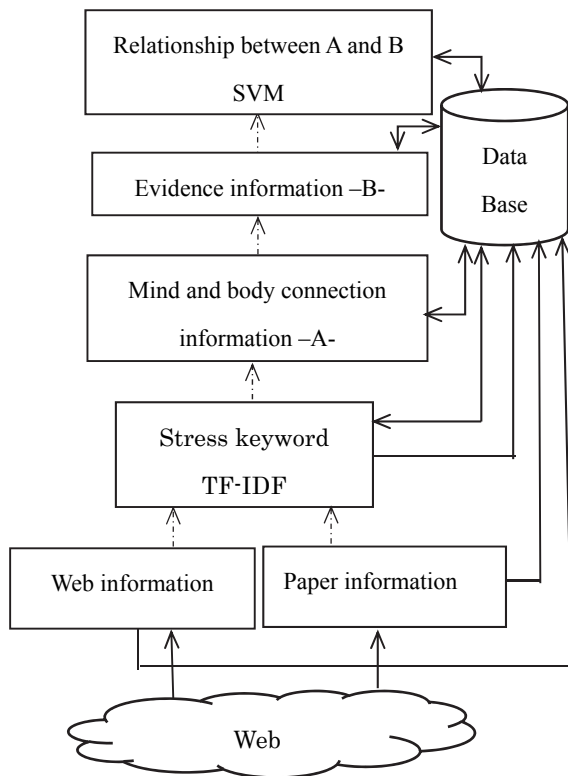 Relationship between A and B
SVM
Data
Base
Evidence information –B-
Mind and body connection
information –A-
Stress keyword
TF-IDF
Web information
Paper information
Web